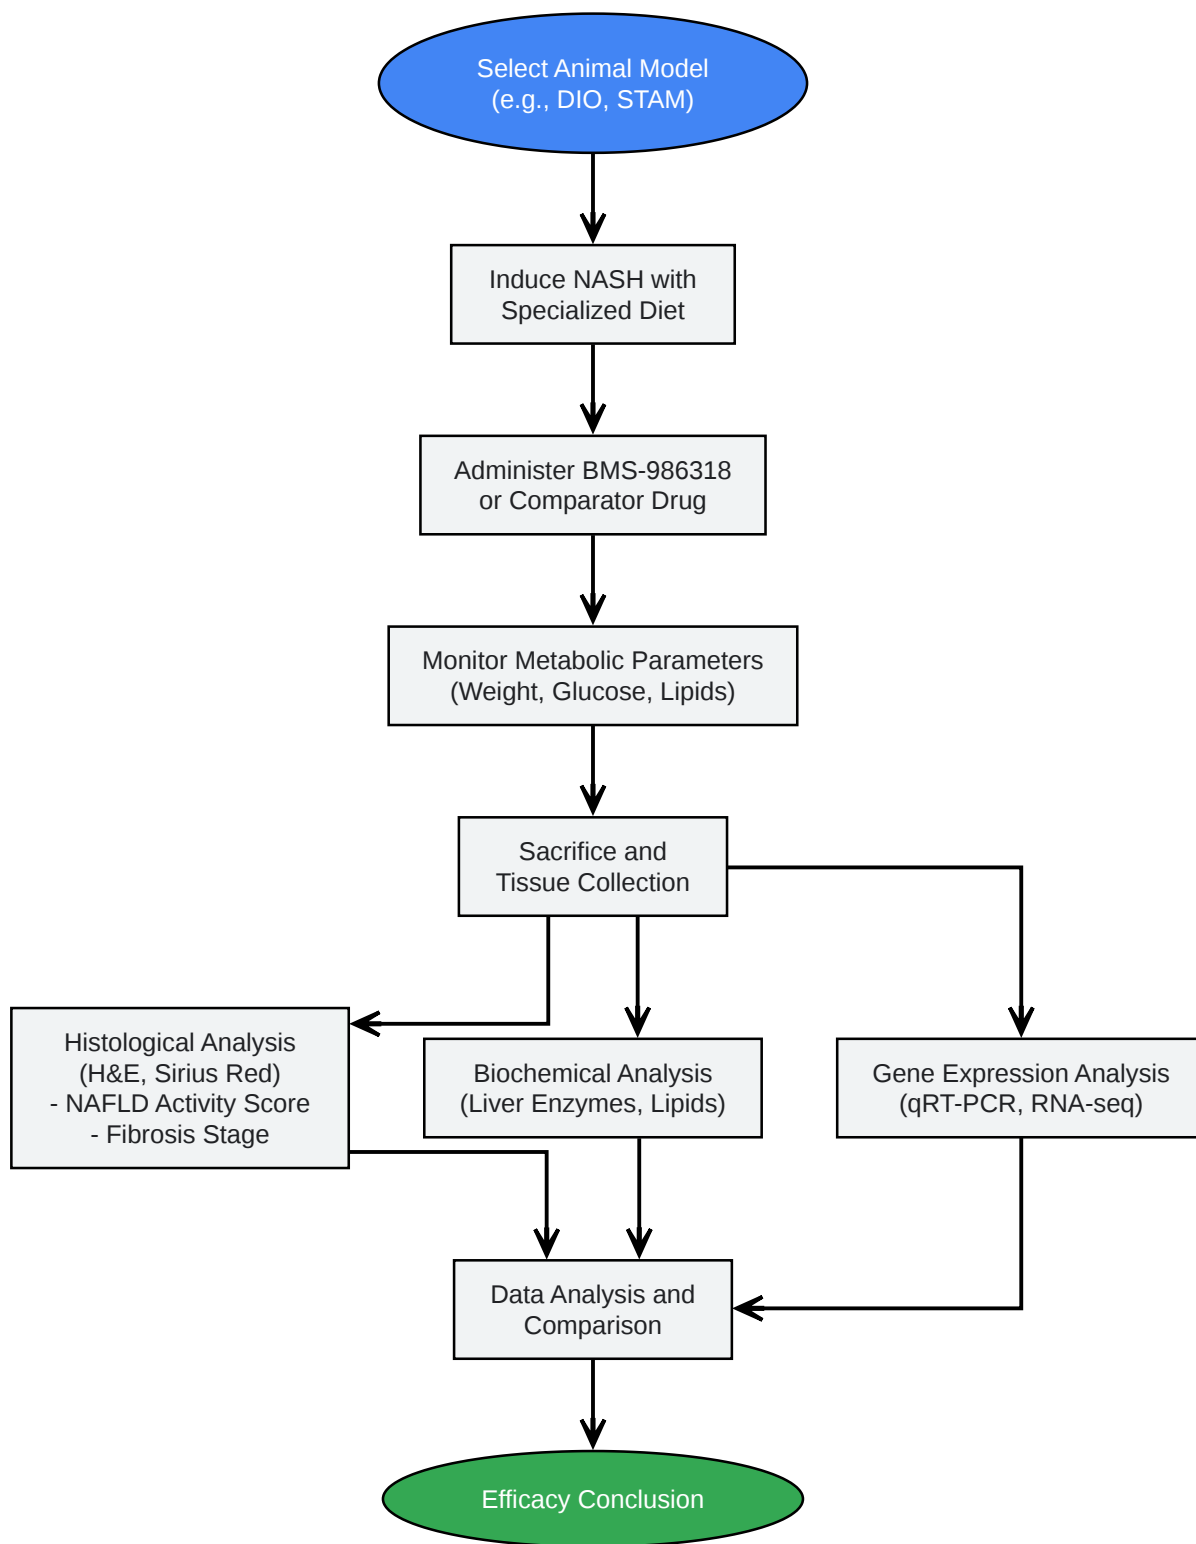 Select Animal Model
(e.g., DIO, STAM)
Induce NASH with
Specialized Diet
Administer BMS-986318
or Comparator Drug
Monitor Metabolic Parameters
(Weight, Glucose, Lipids)
Sacrifice and
Tissue Collection
Histological Analysis
(H&E, Sirius Red)
- NAFLD Activity Score
- Fibrosis Stage
Biochemical Analysis
(Liver Enzymes, Lipids)
Gene Expression Analysis
(qRT-PCR, RNA-seq)
Data Analysis and
Comparison
Efficacy Conclusion